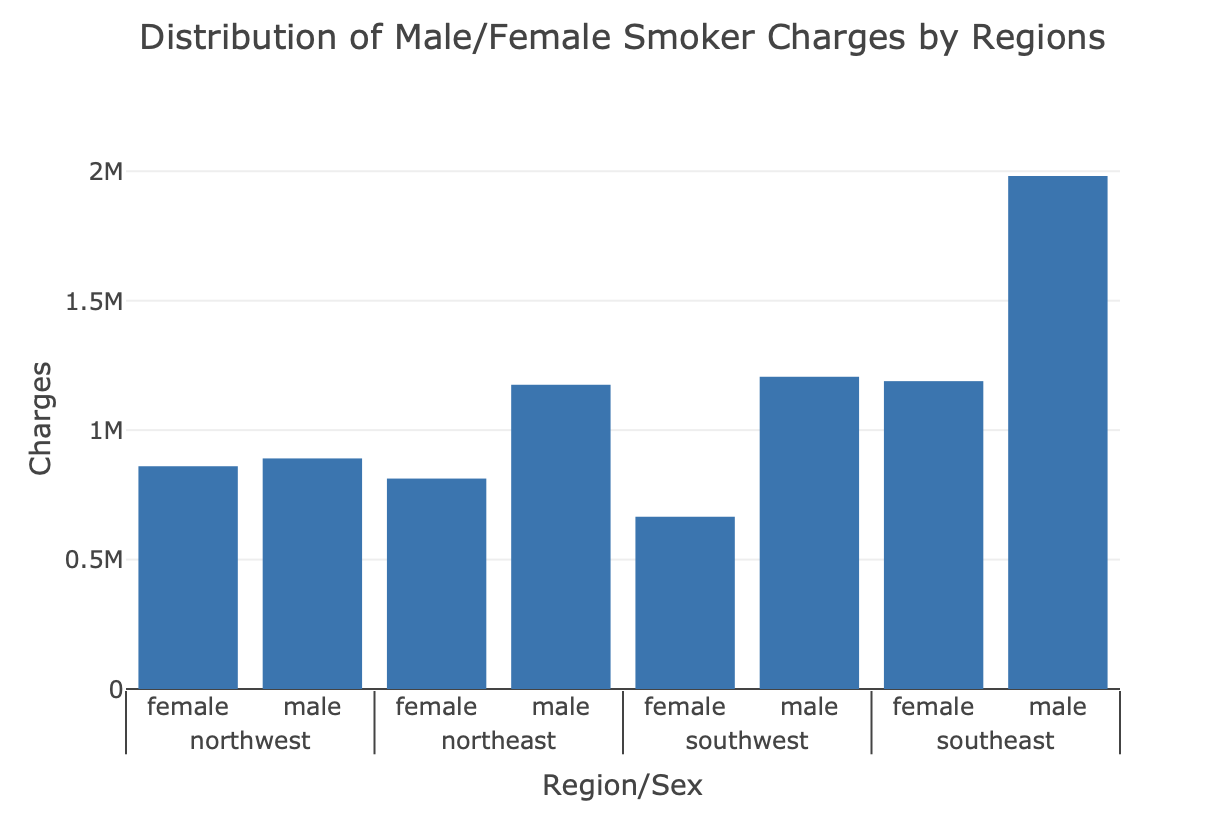 Distribution of Male/Female Smoker Charges by Regions
2M
1.5M
1M
0.5M
0
Charges
female male female male female male female male
northwest northeast southwest southeast
Region/Sex